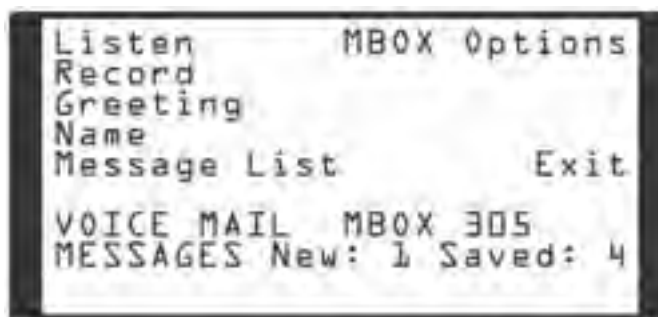 Listen MBOX Options
Record
Greeting
Name
Message List Exit
VOICE MAIL MBOX 305
MESSAGES New: 1 Saved: 4